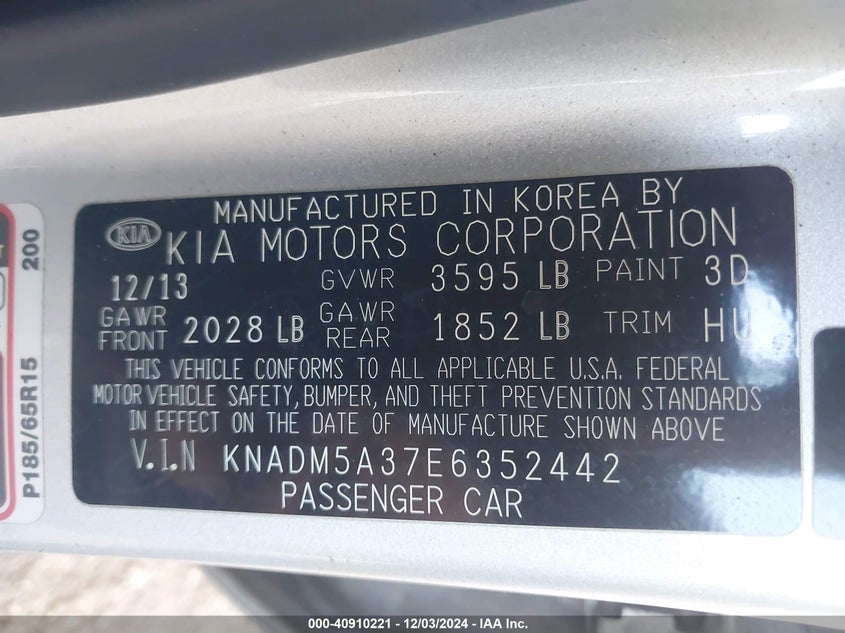 MANUFACTURED IN KOREA BY
KIA KIA MOTORS CORPORATION
12/13 GVWR 3595 LB PAINT 3D
GAWR FRONT 2028 LB GAWR REAR 1852 LB TRIM HU
THIS VEHICLE CONFORMS TO ALL APPLICABLE U.S.A. FEDERAL
MOTOR VEHICLE SAFETY, BUMPER, AND THEFT PREVENTION STANDARDS
IN EFFECT ON THE DATE OF MANUFACTURE SHOWN ABOVE
V.I.N KNADM5A37E6352442
PASSENGER CAR
P185/65R15 200
000-40910221 - 12/03/2024 - IAA Inc.